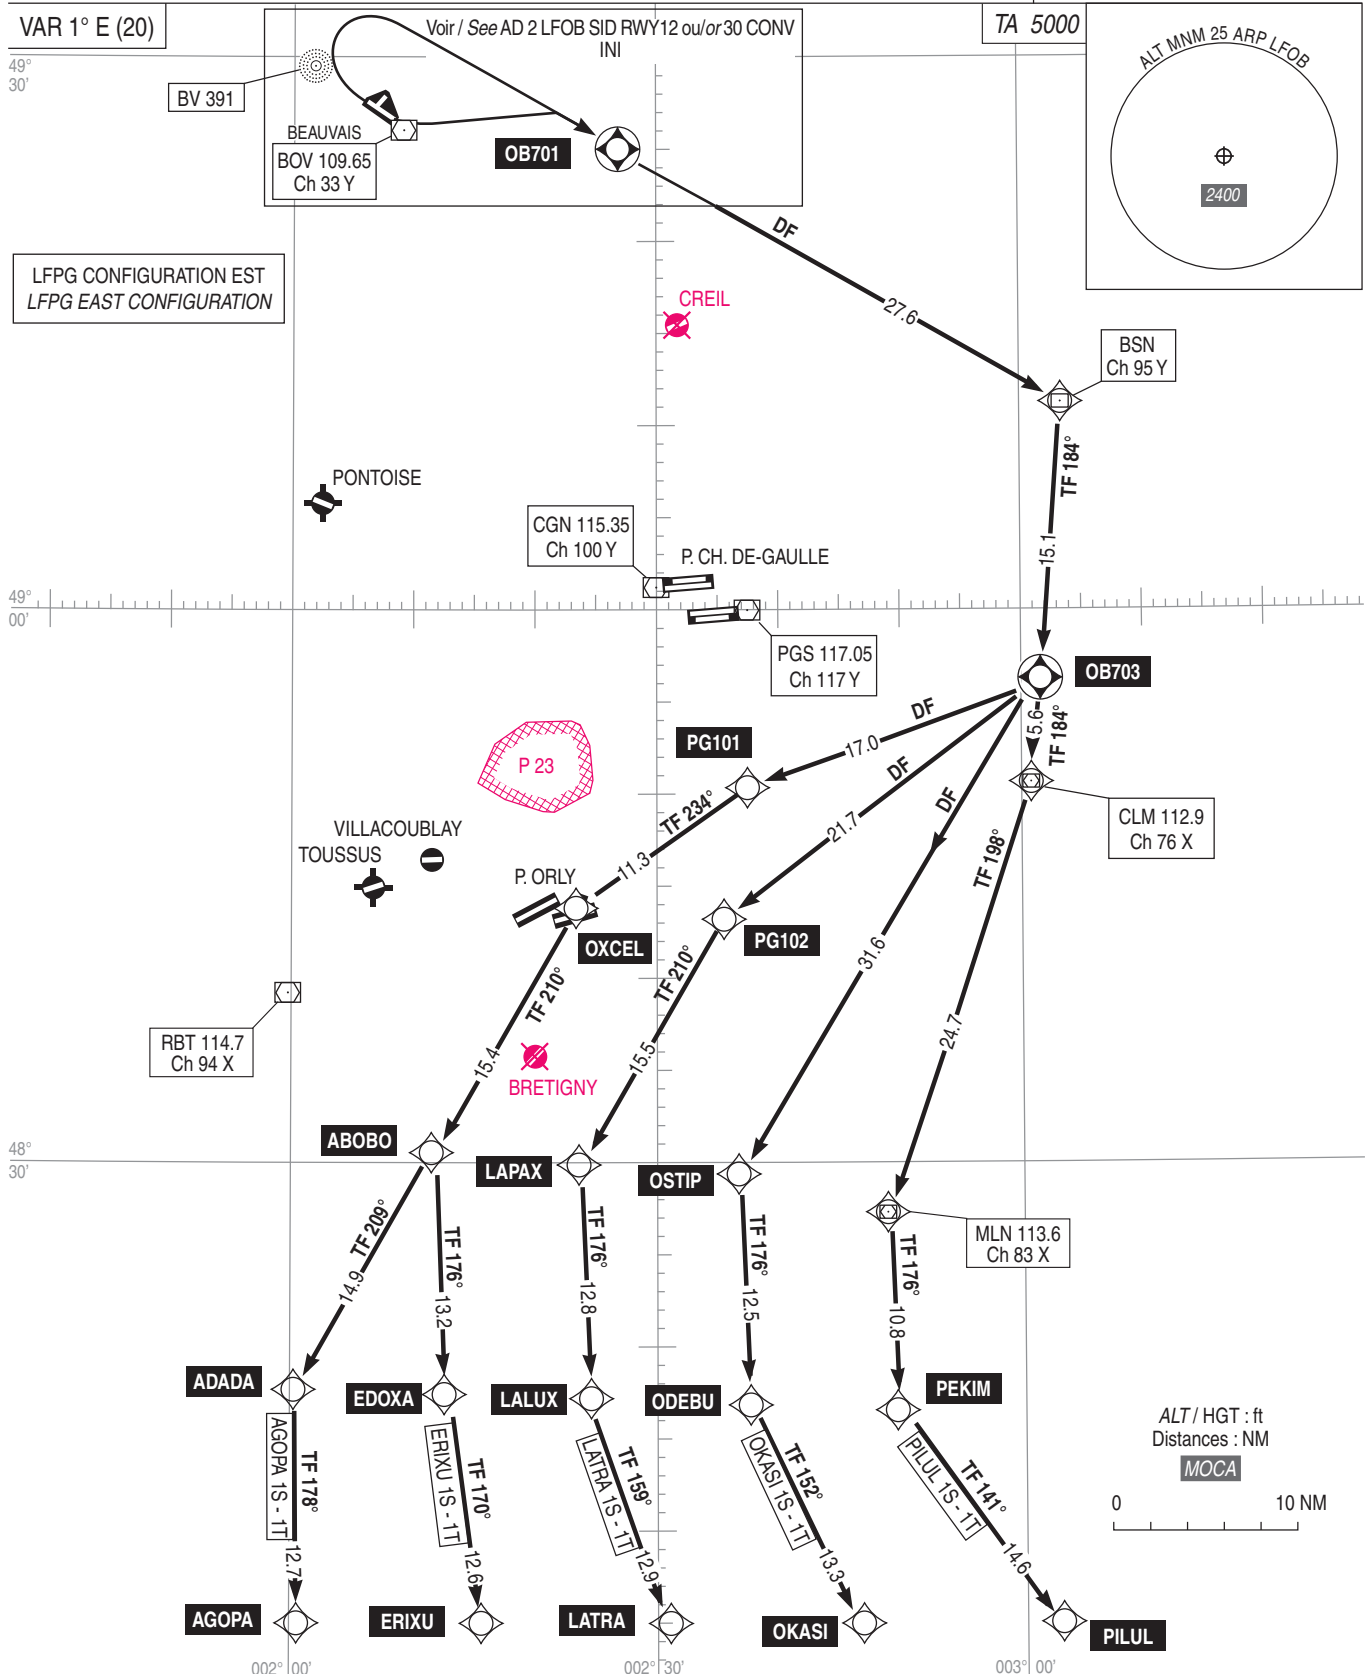 VAR 1° E (20)
Voir / See AD 2 LFOB SID RWY12 ou/or 30 CONV
INI
TA 5000
ALT MNM 25 ARP LFOB
2400
49°
30'
BV 391
BEAUVAIS
BOV 109.65
Ch 33 Y
OB701
DF
27.6
LFPG CONFIGURATION EST
LFPG EAST CONFIGURATION
CREIL
BSN
Ch 95 Y
TF 184°
15.1
PONTOISE
CGN 115.35
Ch 100 Y
P. CH. DE-GAULLE
49°
00'
PGS 117.05
Ch 117 Y
OB703
DF
17.0
PG101
5.6
TF 184°
P 23
DF
21.7
DF
31.6
TF 234°
11.3
CLM 112.9
Ch 76 X
TF 198°
24.7
VILLACOUBLAY
TOUSSUS
P. ORLY
OXCEL
PG102
TF 210°
15.4
TF 210°
15.5
RBT 114.7
Ch 94 X
BRETIGNY
ABOBO
48°
30'
LAPAX
OSTIP
MLN 113.6
Ch 83 X
TF 209°
14.9
TF 176°
13.2
TF 176°
12.8
TF 176°
12.5
TF 176°
10.8
ADADA
EDOXA
LALUX
ODEBU
PEKIM
ALT / HGT : ft
Distances : NM
MOCA
0 10 NM
AGOPA 1S - 1T
TF 178°
12.7
ERIXU 1S - 1T
TF 170°
12.6
LATRA 1S - 1T
TF 159°
12.9
OKASI 1S - 1T
TF 152°
13.3
PILUL 1S - 1T
TF 141°
14.6
AGOPA
ERIXU
LATRA
OKASI
PILUL
002° 00'
002° 30'
003° 00'